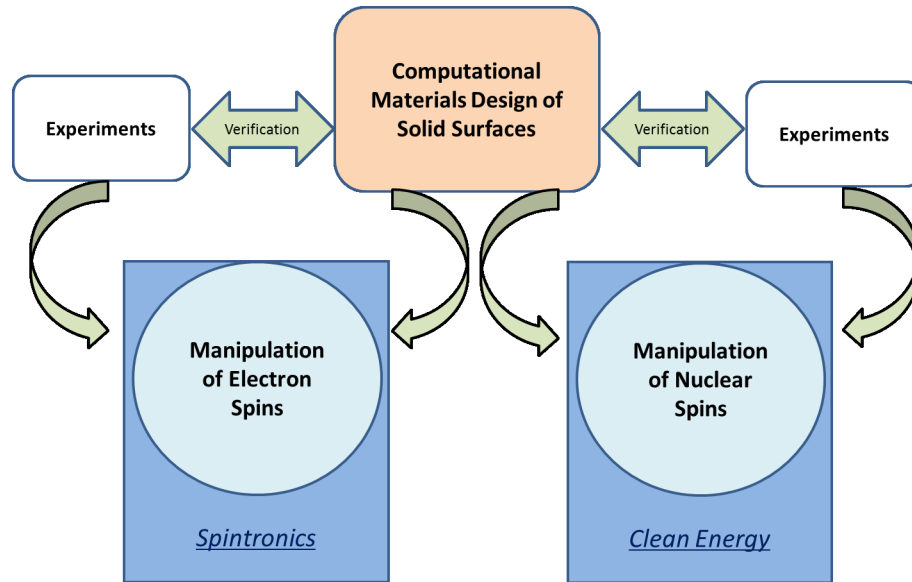 Computational
Materials Design of
Solid Surfaces
Experiments
Verification
Verification
Experiments
Manipulation
of Electron
Spins
Manipulation
of Nuclear
Spins
Spintronics
Clean Energy